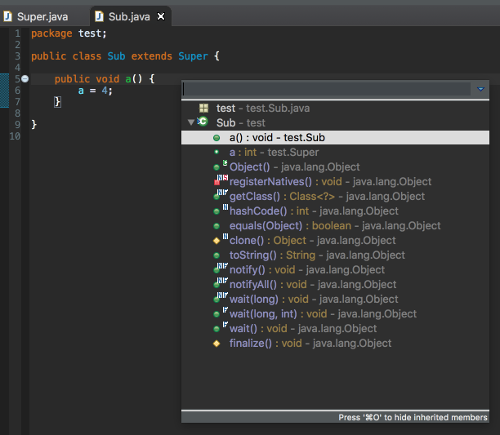 Super.java
Sub.java
1 package test;
2
3 public class Sub extends Super {
4
5 public void a() {
6 a = 4;
7 }
8
9 }
10
test - test.Sub.java
Sub - test
a() : void - test.Sub
a : int - test.Super
Object() - java.lang.Object
registerNatives() : void - java.lang.Object
getClass() : Class<?> - java.lang.Object
hashCode() : int - java.lang.Object
equals(Object) : boolean - java.lang.Object
clone() : Object - java.lang.Object
toString() : String - java.lang.Object
notify() : void - java.lang.Object
notifyAll() : void - java.lang.Object
wait(long) : void - java.lang.Object
wait(long, int) : void - java.lang.Object
wait() : void - java.lang.Object
finalize() : void - java.lang.Object
Press '⌘O' to hide inherited members